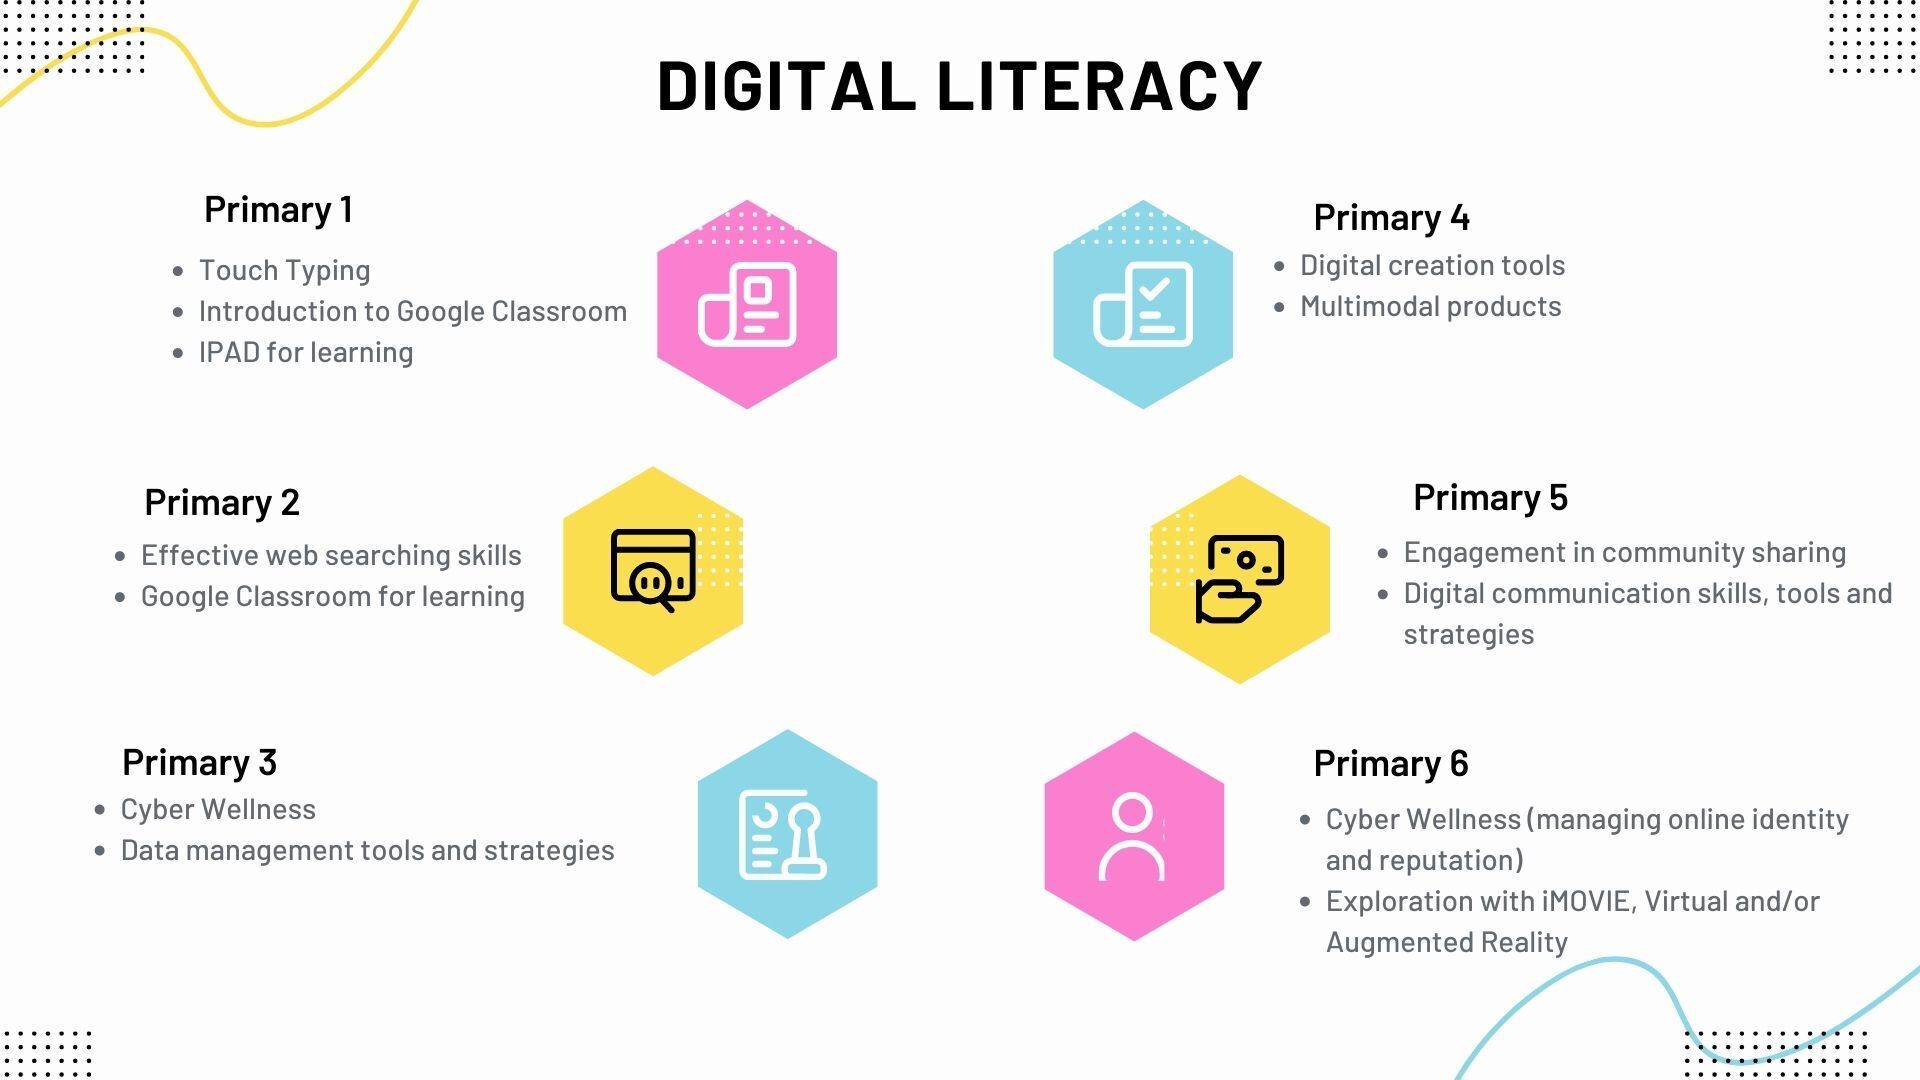 DIGITAL LITERACY
Primary 1
• Touch Typing
• Introduction to Google Classroom
• IPAD for learning
Primary 2
• Effective web searching skills
• Google Classroom for learning
Primary 3
• Cyber Wellness
• Data management tools and strategies
Primary 4
• Digital creation tools
• Multimodal products
Primary 5
• Engagement in community sharing
• Digital communication skills, tools and
strategies
Primary 6
• Cyber Wellness (managing online identity
and reputation)
• Exploration with iMOVIE, Virtual and/or
Augmented Reality